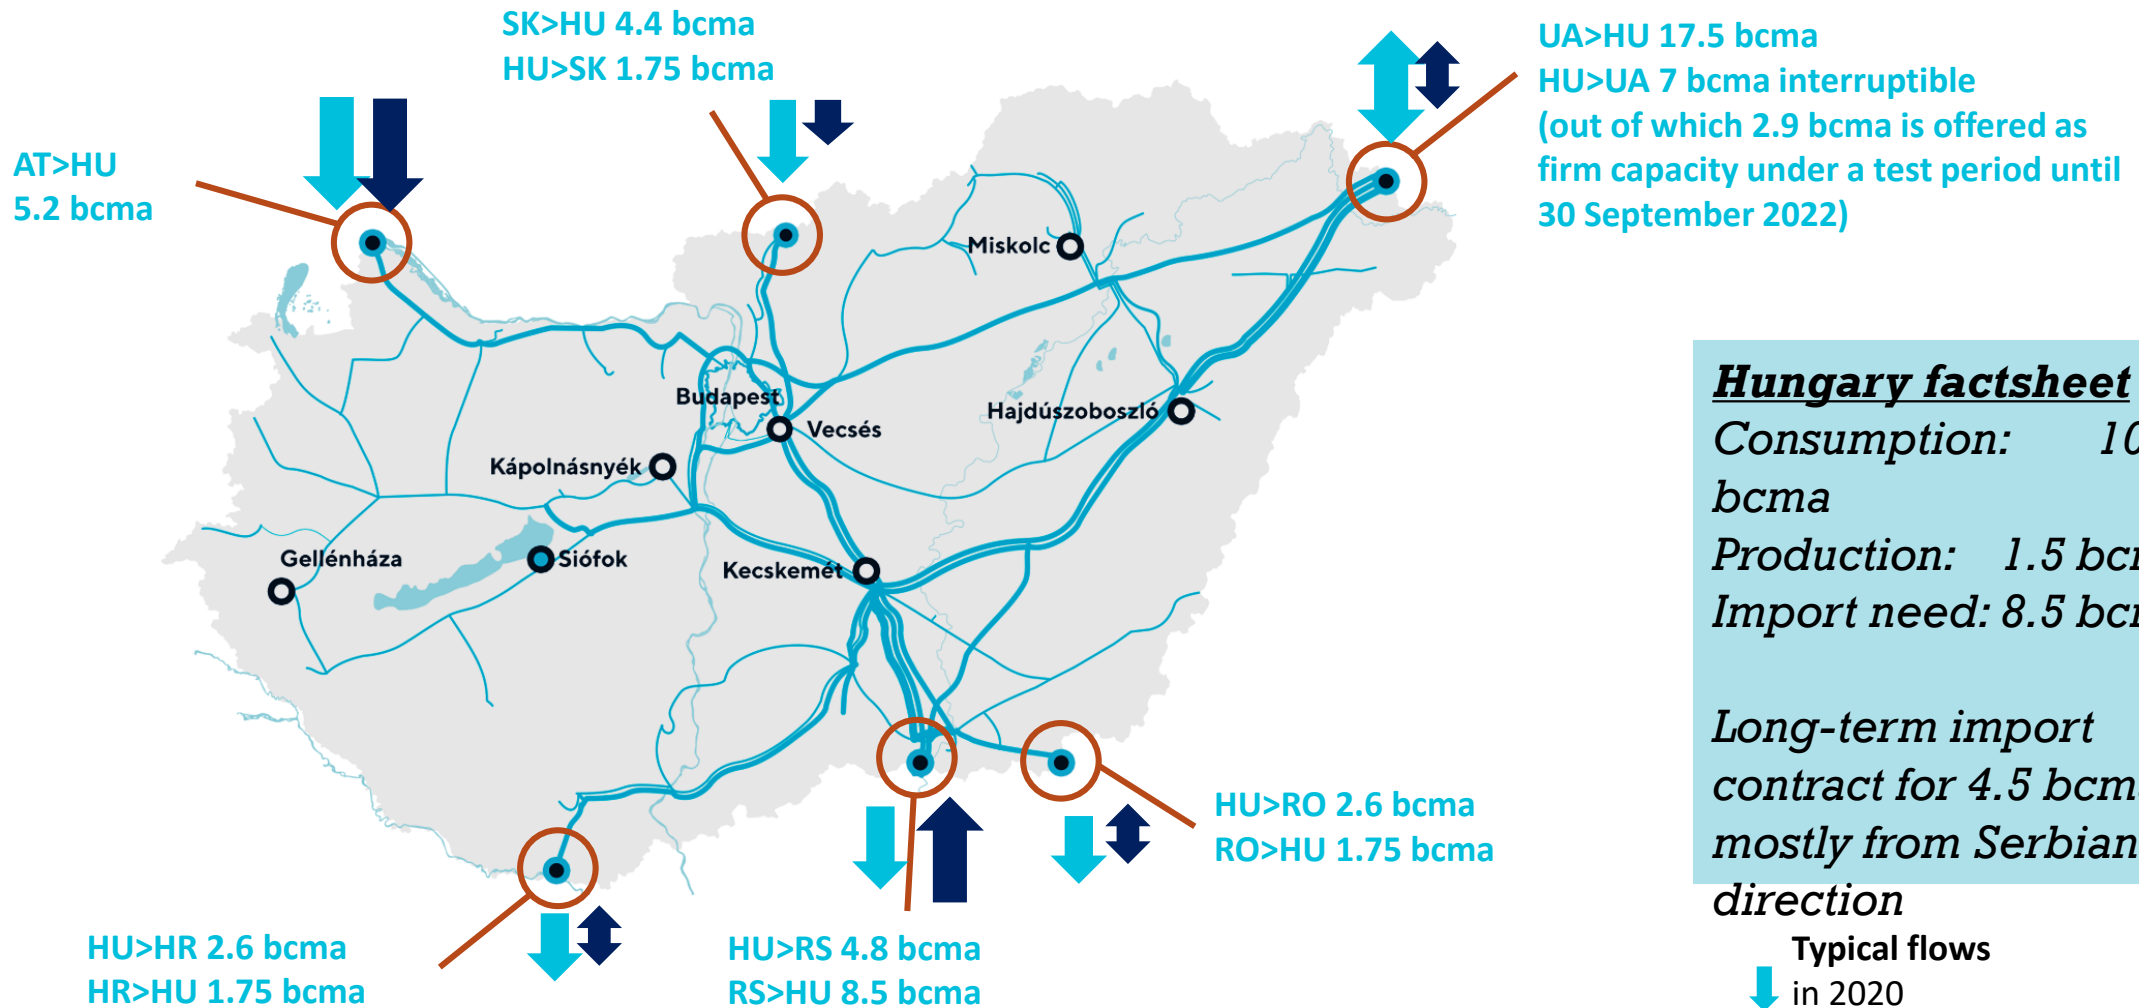 SK>HU 4.4 bcma
HU>SK 1.75 bcma
UA>HU 17.5 bcma
HU>UA 7 bcma interruptible
(out of which 2.9 bcma is offered as
firm capacity under a test period until
30 September 2022)
AT>HU
5.2 bcma
Miskolc
Budapest
Vecsés
Hajdúszoboszló
Kápolnásnyék
Gellénháza
Siófok
Kecskemét
Hungary factsheet
Consumption: 10
bcma
Production: 1.5 bc
Import need: 8.5 bc
Long-term import
contract for 4.5 bcm
mostly from Serbian
direction
HU>RO 2.6 bcma
RO>HU 1.75 bcma
HU>HR 2.6 bcma
HR>HU 1.75 bcma
HU>RS 4.8 bcma
RS>HU 8.5 bcma
Typical flows
in 2020